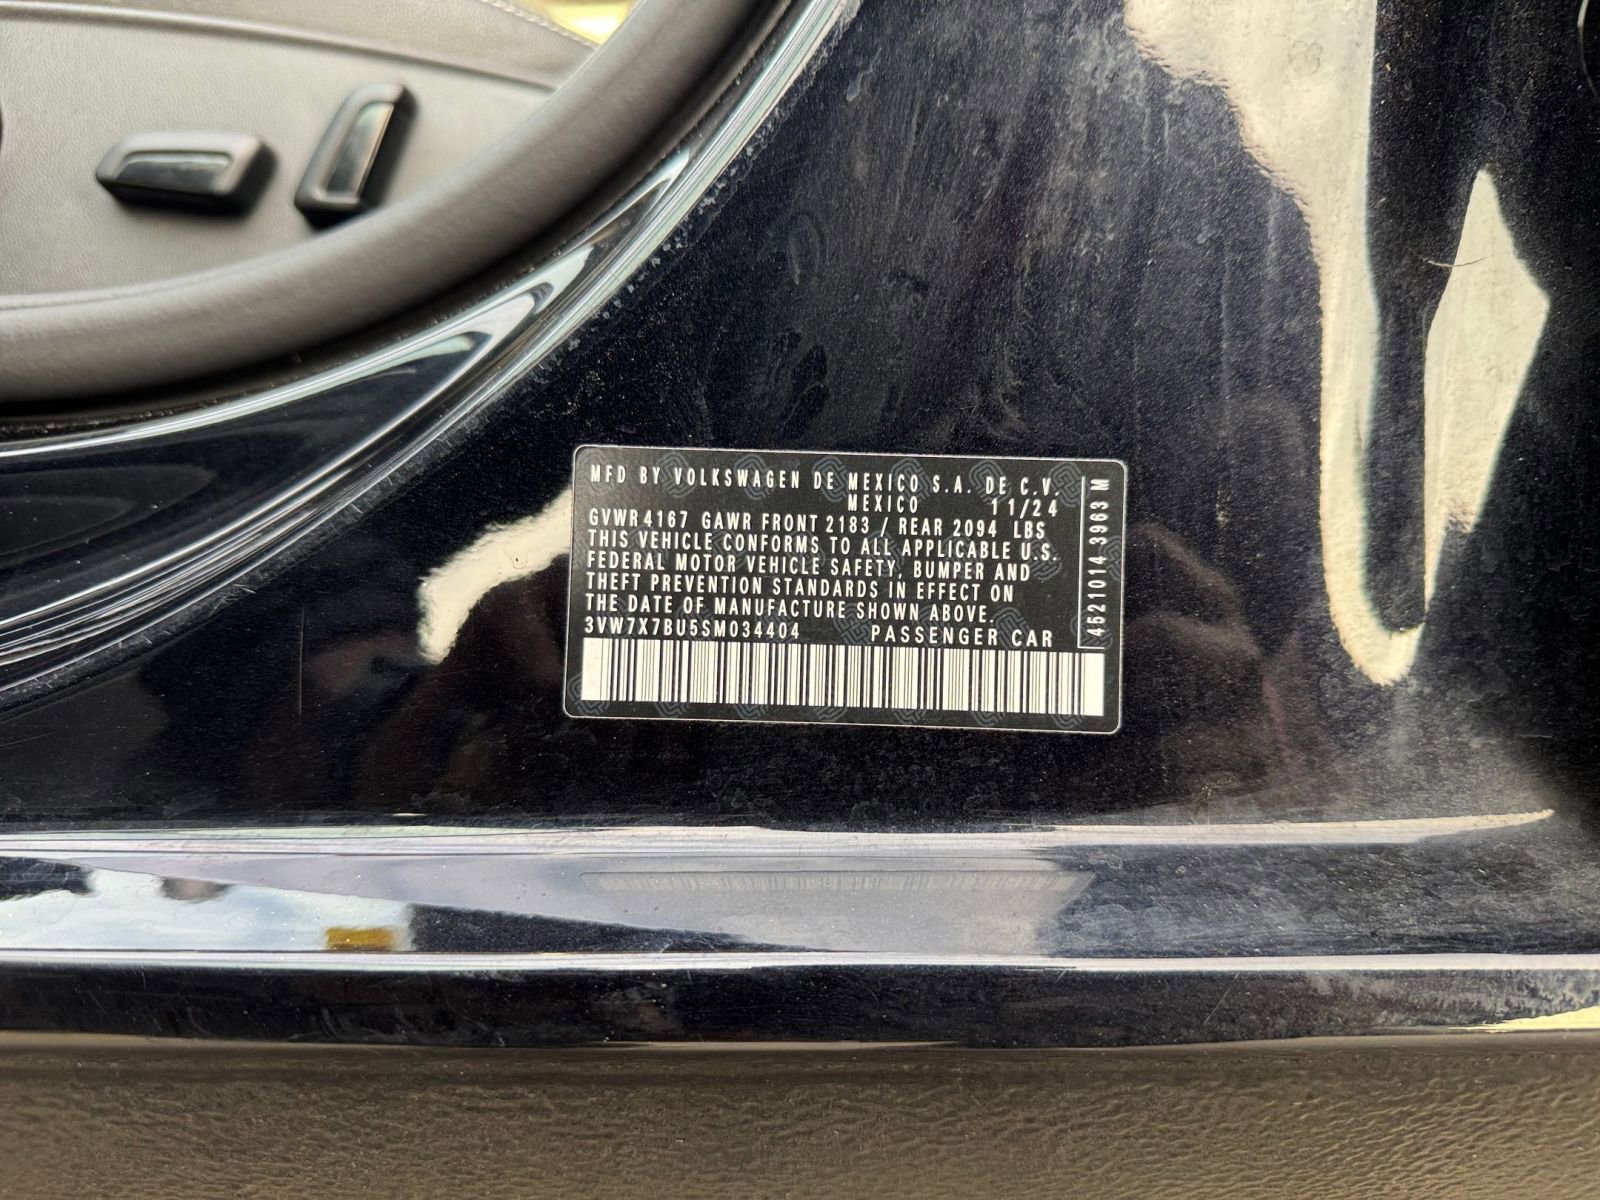 MFD BY VOLKSWAGEN DE MEXICO S.A. DE C.V.
MEXICO 11/24
GVWR 4167 GAWR FRONT 2183 / REAR 2094 LBS
THIS VEHICLE CONFORMS TO ALL APPLICABLE U.S.
FEDERAL MOTOR VEHICLE SAFETY, BUMPER AND
THEFT PREVENTION STANDARDS IN EFFECT ON
THE DATE OF MANUFACTURE SHOWN ABOVE.
3VW7X7BU5SM034404 PASSENGER CAR
4521014 3963 M